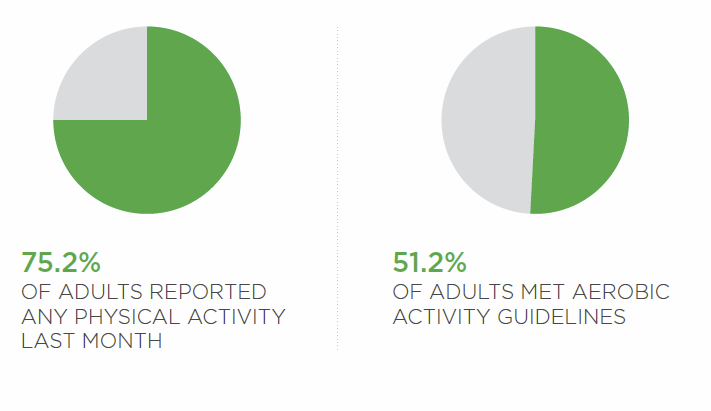 75.2%
OF ADULTS REPORTED
ANY PHYSICAL ACTIVITY
LAST MONTH
51.2%
OF ADULTS MET AEROBIC
ACTIVITY GUIDELINES